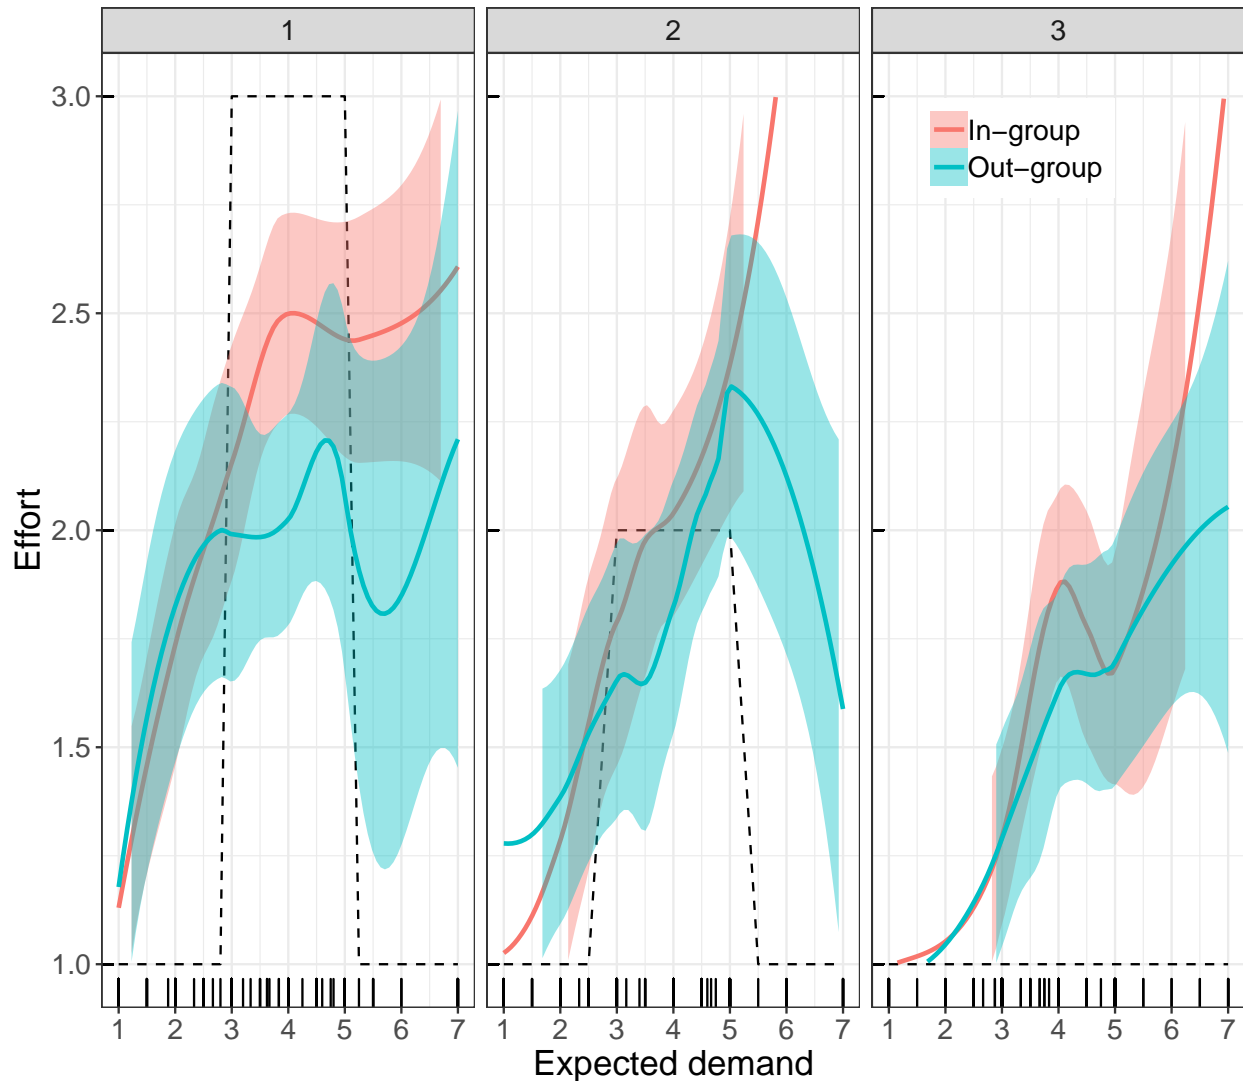 1 2 3
3.0
In−group
Out−group
2.5
Effort
2.0
1.5
1.0
1 2 3 4 5 6 7 1 2 3 4 5 6 7 1 2 3 4 5 6 7
Expected demand